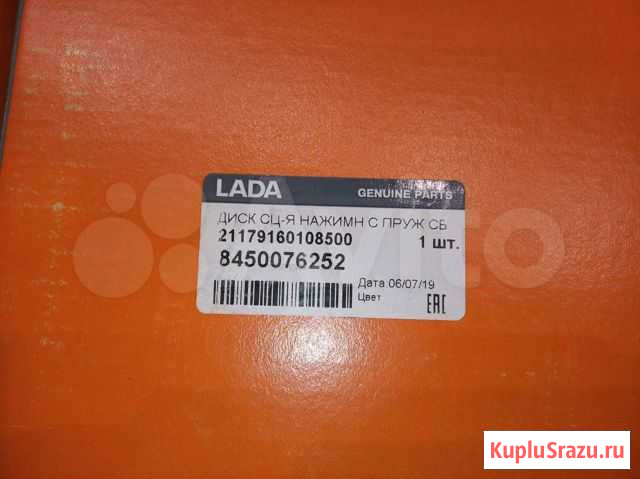 LADA
GENUINE PARTS
ДИСК СЦ-Я НАЖИМН С ПРУЖ СБ
21179160108500
1 шт.
8450076252
Дата 06/07/19
Цвет
EAC
Avito
KupluSrazu.ru